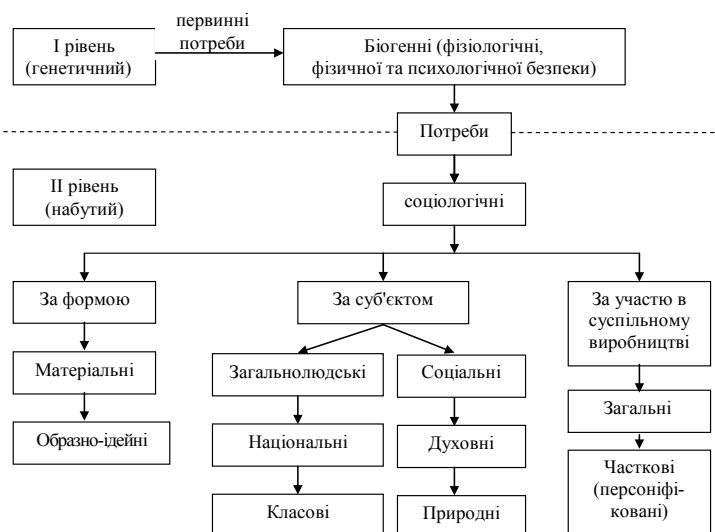 первинні
потреби
I рівень
(генетичний)
Біогенні (фізіологічні,
фізичної та психологічної безпеки)
Потреби
II рівень
(набутий)
соціологічні
За формою
За суб'єктом
За участю в
суспільному
виробництві
Матеріальні
Загальнолюдські
Соціальні
Загальні
Образно-ідейні
Національні
Духовні
Часткові
(персоніфі-
ковані)
Класові
Природні